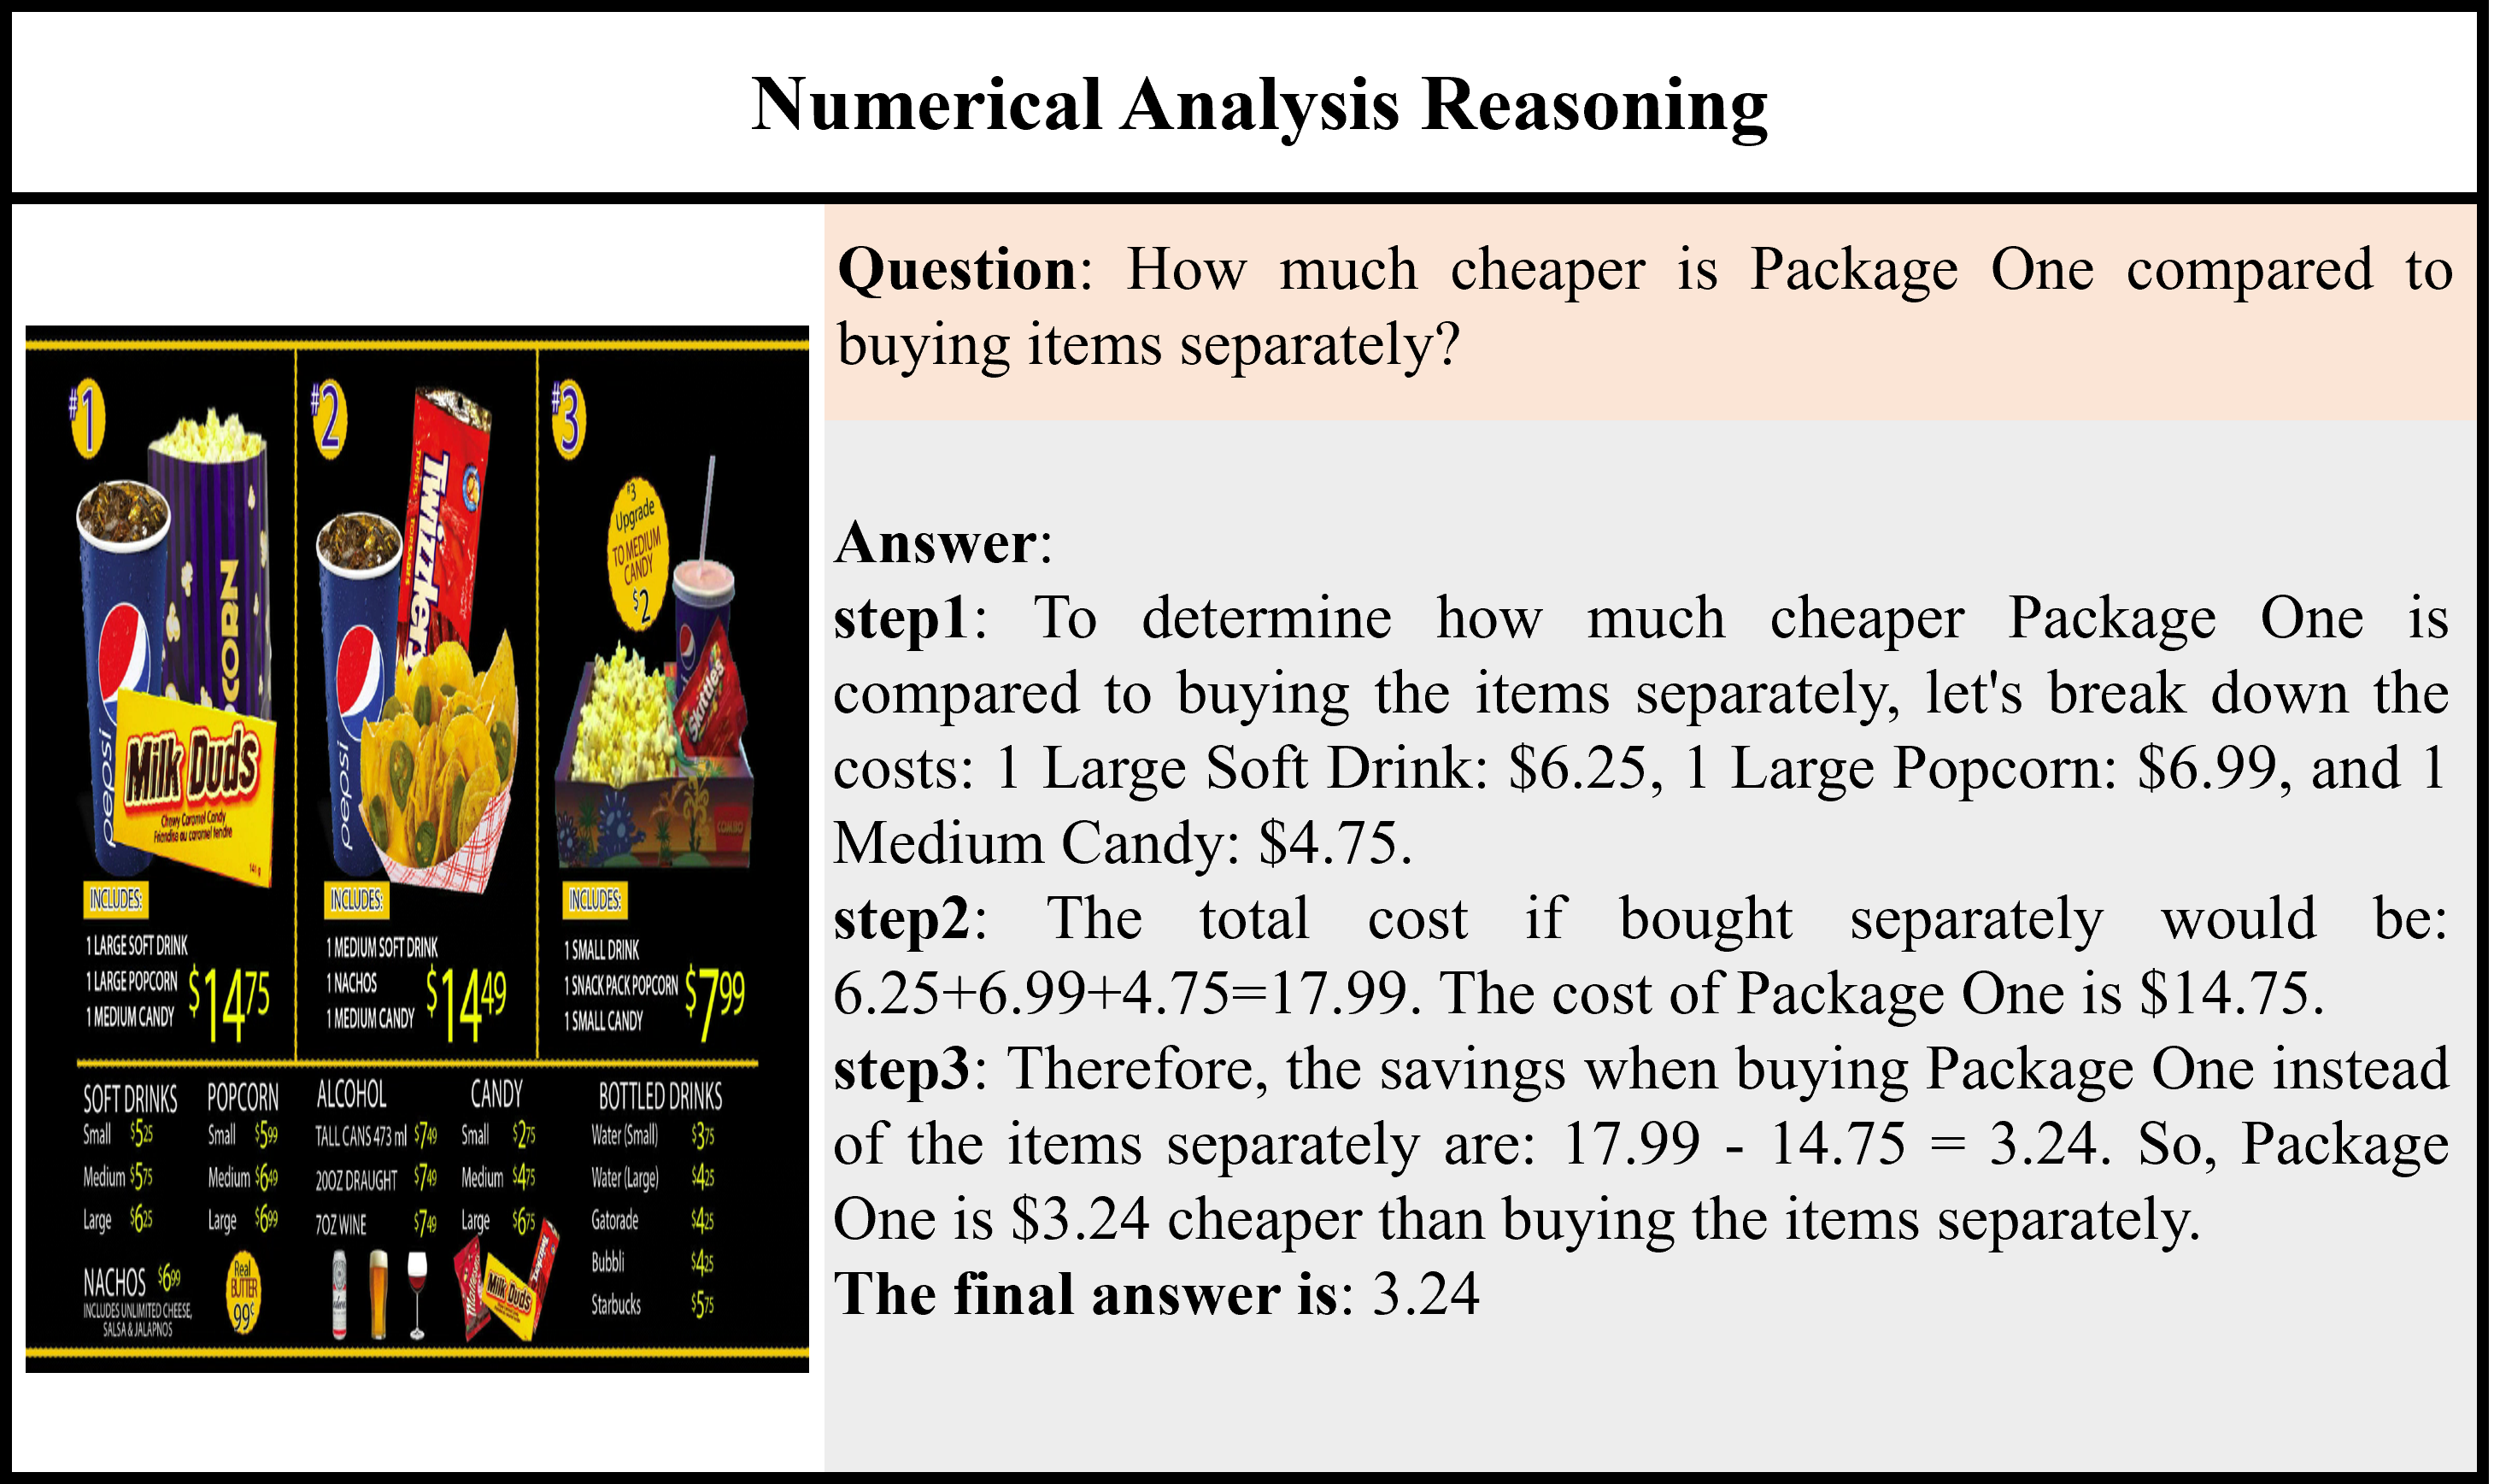 Numerical Analysis Reasoning
Question: How much cheaper is Package One compared to
buying items separately?
#1
CORN
pepsi
Milk Duds
Chewy Caramel Candy
Friandise au caramel tendre
141 g
INCLUDES:
1 LARGE SOFT DRINK
1 LARGE POPCORN
1 MEDIUM CANDY
$14 75
#2
TWIZZLERS
pepsi
INCLUDES:
1 MEDIUM SOFT DRINK
1 NACHOS
1 MEDIUM CANDY
$14 49
#3
$3
Upgrade
TO MEDIUM
CANDY
$2
Skittles
COMBO
INCLUDES:
1 SMALL DRINK
1 SNACK PACK POPCORN
1 SMALL CANDY
$7 99
SOFT DRINKS
Small $5 25
Medium $5 75
Large $6 25
NACHOS $6 99
INCLUDES UNLIMITED CHEESE,
SALSA & JALAPNOS
POPCORN
Small $5 99
Medium $6 49
Large $6 99
Real
BUTTER
99¢
ALCOHOL
TALL CANS 473 ml $7 49
20OZ DRAUGHT $7 49
7OZ WINE $7 49
CANDY
Small $2 75
Medium $4 75
Large $6 75
Milk Duds
BOTTLED DRINKS
Water (Small) $3 75
Water (Large) $4 25
Gatorade $4 25
Bubbli $4 25
Starbucks $5 75
Answer:
step1: To determine how much cheaper Package One is
compared to buying the items separately, let's break down the
costs: 1 Large Soft Drink: $6.25, 1 Large Popcorn: $6.99, and 1
Medium Candy: $4.75.
step2: The total cost if bought separately would be:
6.25+6.99+4.75=17.99. The cost of Package One is $14.75.
step3: Therefore, the savings when buying Package One instead
of the items separately are: 17.99 - 14.75 = 3.24. So, Package
One is $3.24 cheaper than buying the items separately.
The final answer is: 3.24